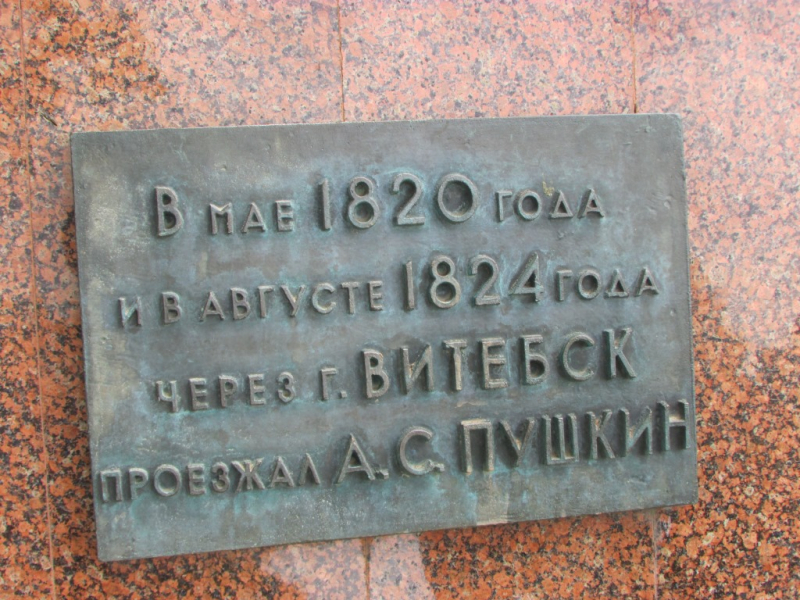 В МАЕ 1820 ГОДА
И В АВГУСТЕ 1824 ГОДА
ЧЕРЕЗ Г. ВИТЕБСК
ПРОЕЗЖАЛ А.С. ПУШКИН